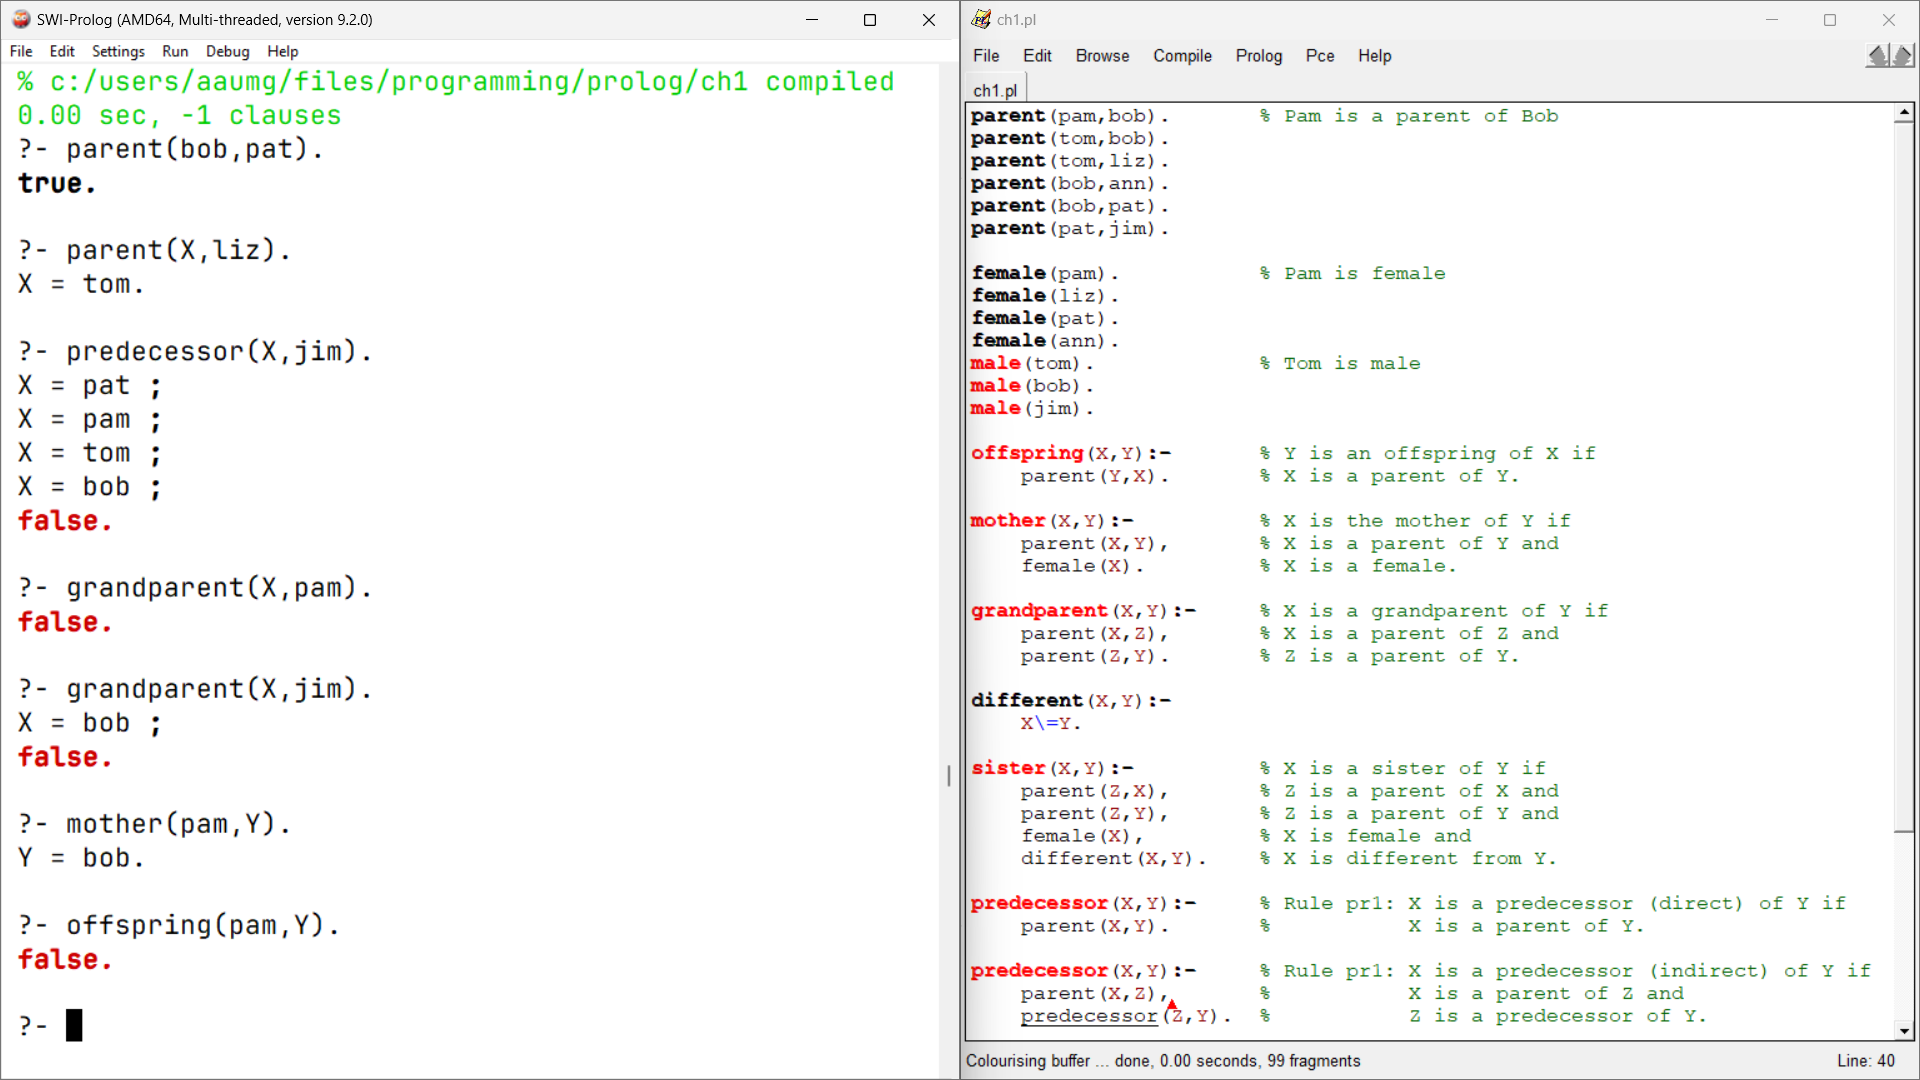 SWI-Prolog (AMD64, Multi-threaded, version 9.2.0)
File Edit Settings Run Debug Help
% c:/users/aaumg/files/programming/prolog/ch1 compiled
0.00 sec, -1 clauses
?- parent(bob,pat).
true.
?- parent(X,liz).
X = tom.
?- predecessor(X,jim).
X = pat ;
X = pam ;
X = tom ;
X = bob ;
false.
?- grandparent(X,pam).
false.
?- grandparent(X,jim).
X = bob ;
false.
?- mother(pam,Y).
Y = bob.
?- offspring(pam,Y).
false.
?-
ch1.pl
File Edit Browse Compile Prolog Pce Help
ch1.pl
parent(pam,bob). % Pam is a parent of Bob
parent(tom,bob).
parent(tom,liz).
parent(bob,ann).
parent(bob,pat).
parent(pat,jim).
female(pam). % Pam is female
female(liz).
female(pat).
female(ann).
male(tom). % Tom is male
male(bob).
male(jim).
offspring(X,Y):- % Y is an offspring of X if
parent(Y,X). % X is a parent of Y.
mother(X,Y):- % X is the mother of Y if
parent(X,Y), % X is a parent of Y and
female(X). % X is a female.
grandparent(X,Y):- % X is a grandparent of Y if
parent(X,Z), % X is a parent of Z and
parent(Z,Y). % Z is a parent of Y.
different(X,Y):-
X\=Y.
sister(X,Y):- % X is a sister of Y if
parent(Z,X), % Z is a parent of X and
parent(Z,Y), % Z is a parent of Y and
female(X), % X is female and
different(X,Y). % X is different from Y.
predecessor(X,Y):- % Rule pr1: X is a predecessor (direct) of Y if
parent(X,Y). % X is a parent of Y.
predecessor(X,Y):- % Rule pr1: X is a predecessor (indirect) of Y if
parent(X,Z), % X is a parent of Z and
predecessor(Z,Y). % Z is a predecessor of Y.
Colourising buffer ... done, 0.00 seconds, 99 fragments
Line: 40